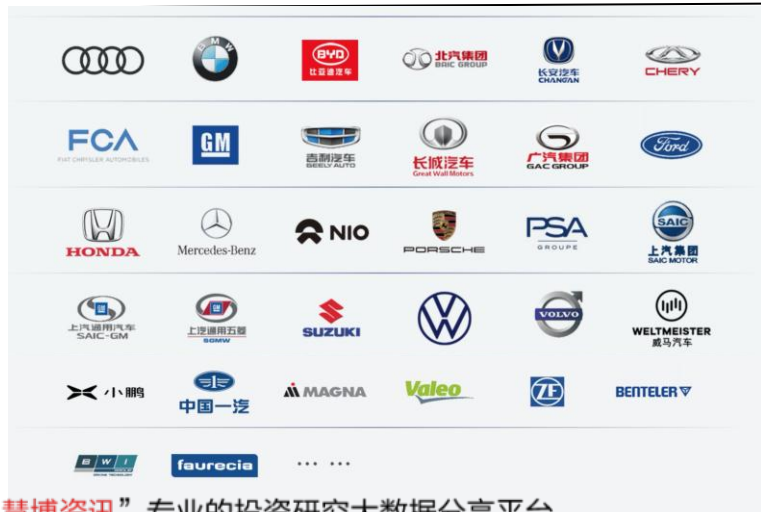 BMW
BYD
比亚迪汽车
北汽集团
BAIC GROUP
长安汽车
CHANGAN
CHERY
FCA
FIAT CHRYSLER AUTOMOBILES
GM
吉利汽车
GEELY AUTO
长城汽车
Great Wall Motors
广汽集团
GAC GROUP
Ford
HONDA
Mercedes-Benz
NIO
PORSCHE
PSA
GROUPE
SAIC
上汽集团
SAIC MOTOR
上汽通用汽车
SAIC-GM
上汽通用五菱
SGMW
SUZUKI
VOLVO
WELTMEISTER
威马汽车
小鹏
中国一汽
MAGNA
Valeo
ZF
BENTELER
BWI
faurecia
... ...
慧博资讯”专业的投资研究大数据分享平台